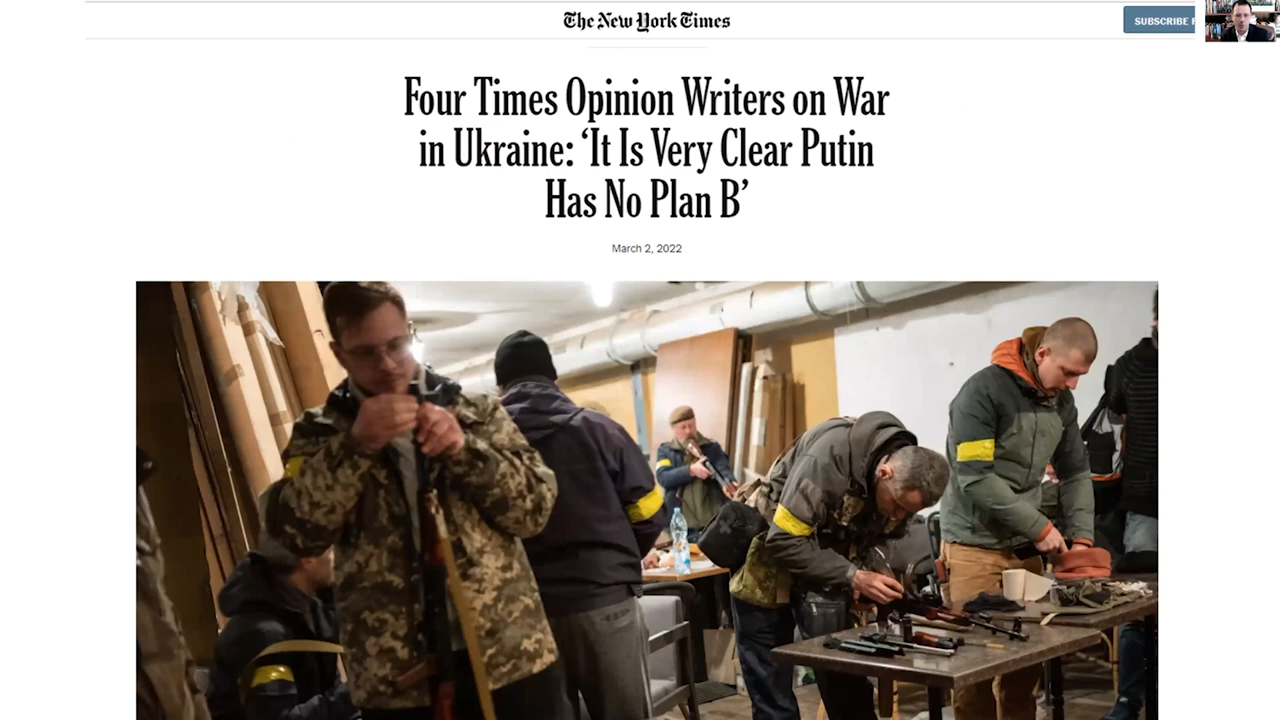 The New York Times
SUBSCRIBE
Four Times Opinion Writers on War
in Ukraine: ‘It Is Very Clear Putin
Has No Plan B’
March 2, 2022